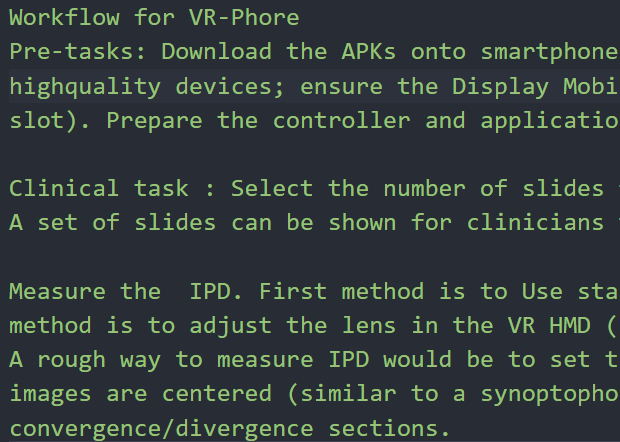 Workflow for VR-Phore
Pre-tasks: Download the APKs onto smartphone
highquality devices; ensure the Display Mobi
slot). Prepare the controller and applicatio
Clinical task : Select the number of slides
A set of slides can be shown for clinicians
Measure the  IPD. First method is to Use sta
method is to adjust the lens in the VR HMD (
A rough way to measure IPD would be to set t
images are centered (similar to a synoptopho
convergence/divergence sections.